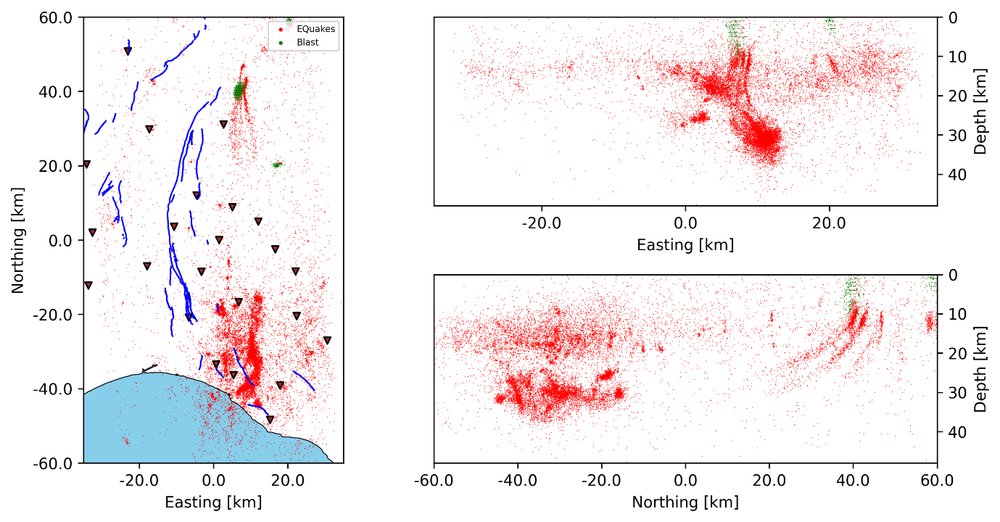 60.0
40.0
20.0
0.0
-20.0
-40.0
-60.0
Northing [km]
-20.0 0.0 20.0
Easting [km]
EQuakes
Blast
0
10
20
30
40
Depth [km]
-20.0 0.0 20.0
Easting [km]
0
10
20
30
40
Depth [km]
-60.0 -40.0 -20.0 0.0 20.0 40.0 60.0
Northing [km]